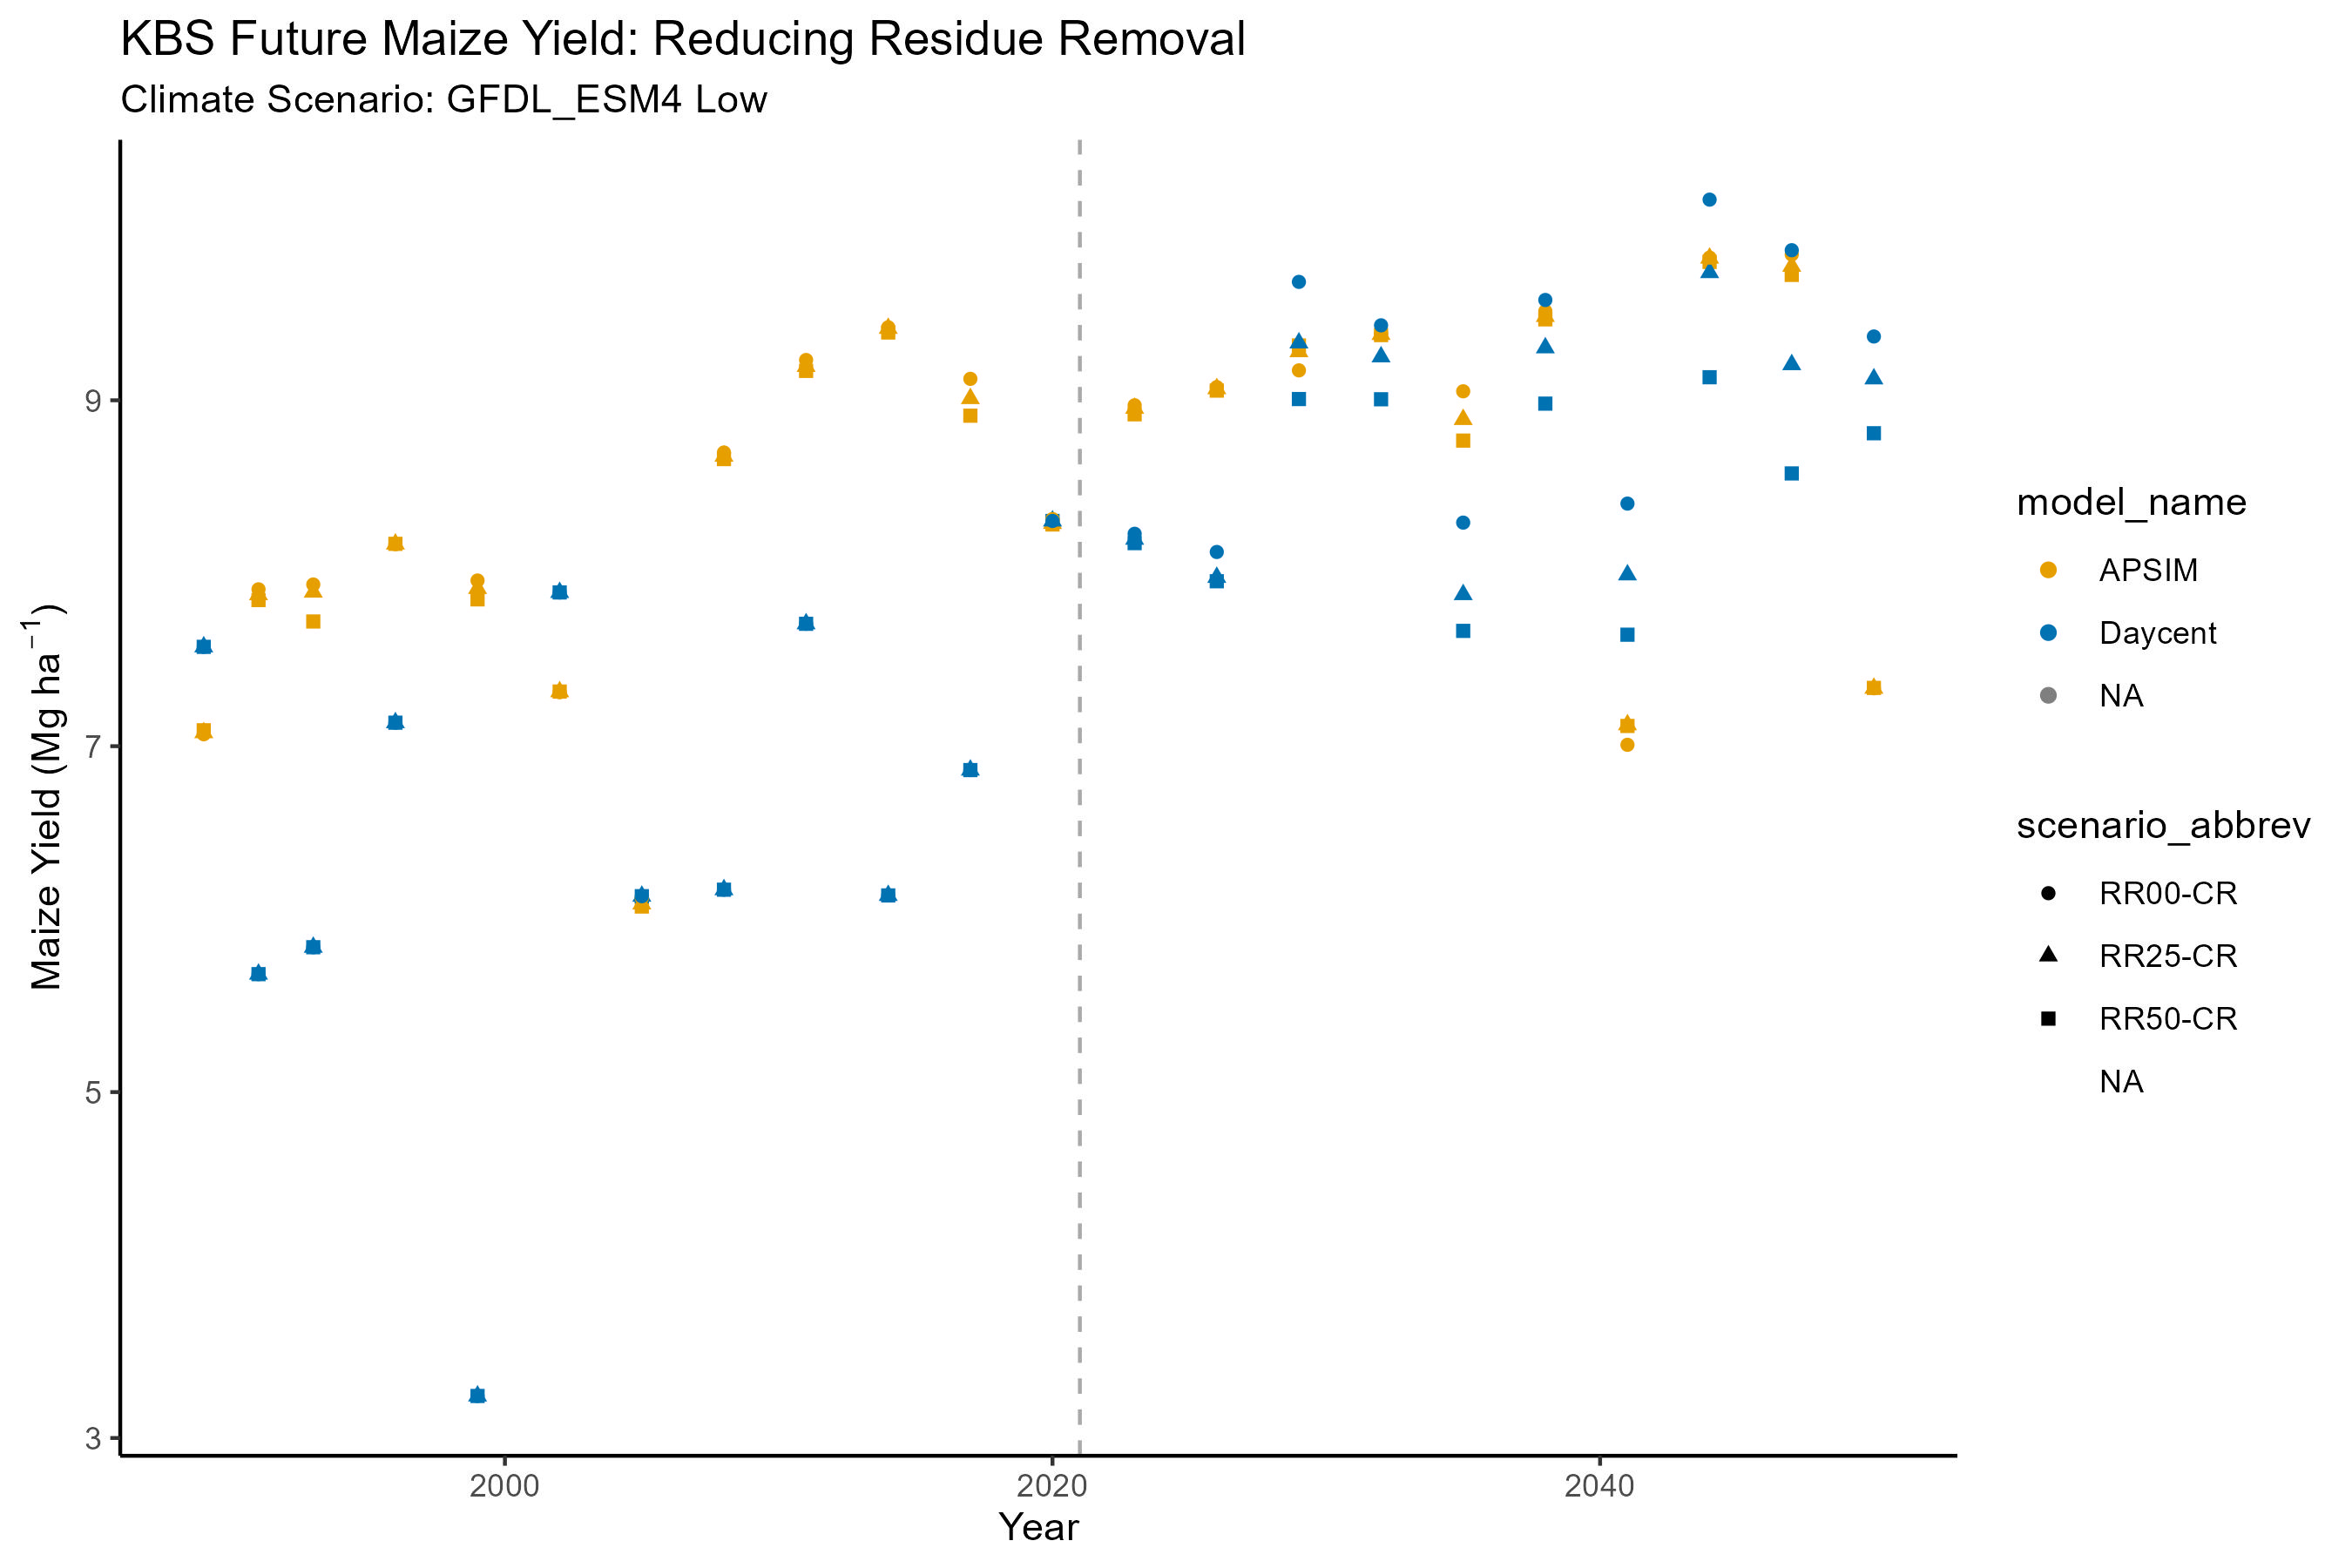 KBS Future Maize Yield: Reducing Residue Removal
Climate Scenario: GFDL_ESM4 Low
Maize Yield (Mg ha⁻¹)
9
7
5
3
2000
2020
2040
Year
model_name
APSIM
Daycent
NA
scenario_abbrev
RR00-CR
RR25-CR
RR50-CR
NA